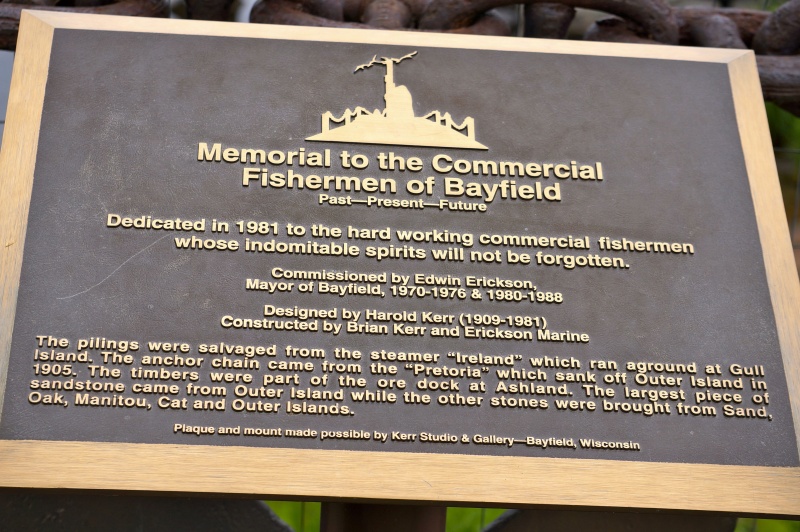 Memorial to the Commercial
Fishermen of Bayfield
Past—Present—Future
Dedicated in 1981 to the hard working commercial fishermen
whose indomitable spirits will not be forgotten.
Commissioned by Edwin Erickson,
Mayor of Bayfield, 1970-1976 & 1980-1988
Designed by Harold Kerr (1909-1981)
Constructed by Brian Kerr and Erickson Marine
The pilings were salvaged from the steamer “Ireland” which ran aground at Gull
Island. The anchor chain came from the “Pretoria” which sank off Outer Island in
1905. The timbers were part of the ore dock at Ashland. The largest piece of
sandstone came from Outer Island while the other stones were brought from Sand,
Oak, Manitou, Cat and Outer Islands.
Plaque and mount made possible by Kerr Studio & Gallery—Bayfield, Wisconsin